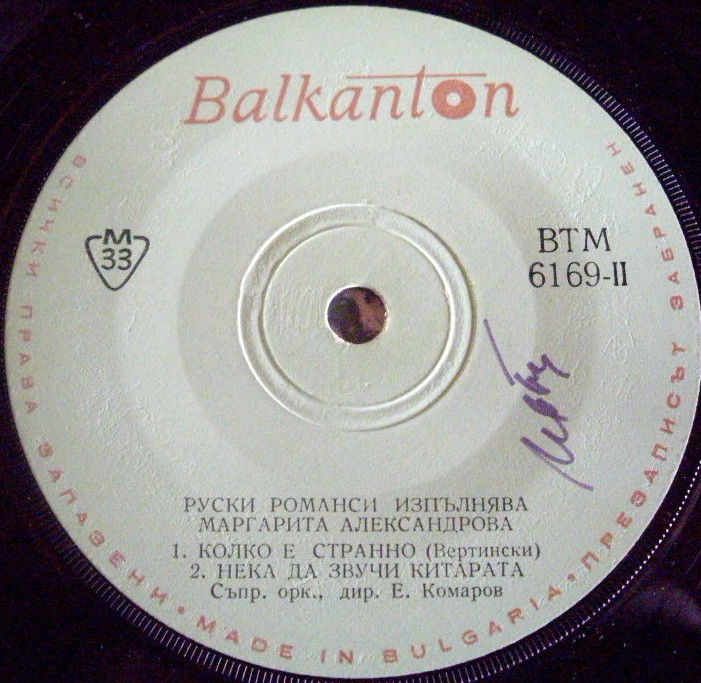 Balkanton
М
33
ВТМ
6169-II
РУСКИ РОМАНСИ ИЗПЪЛНЯВА
МАРГАРИТА АЛЕКСАНДРОВА
1. КОЛКО Е СТРАННО (Вертински)
2. НЕКА ДА ЗВУЧИ КИТАРАТА
Съпр. орк., дир. Е. Комаров
ВСИЧКИ ПРАВА ЗАПАЗЕНИ • MADE IN BULGARIA • ПРЕЗАПИСЪТ ЗАБРАНЕН